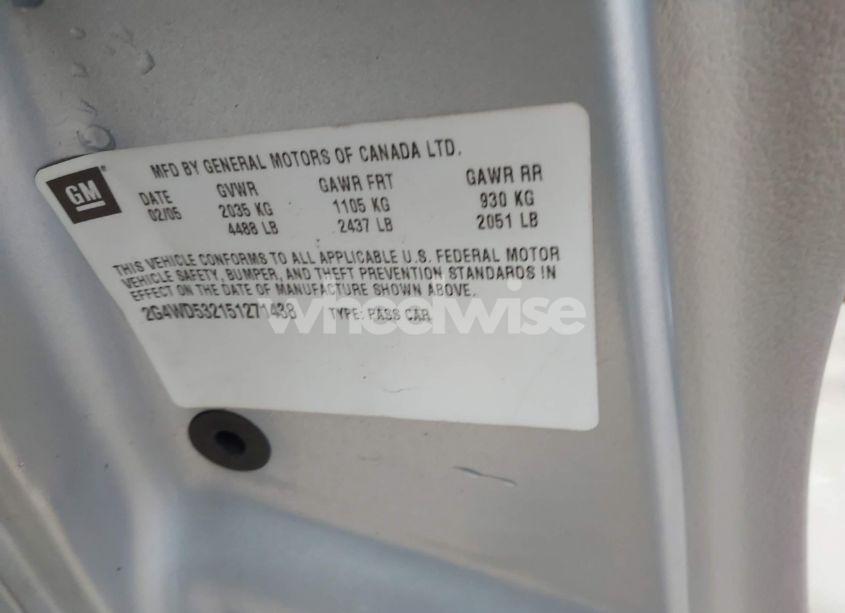 MFD BY GENERAL MOTORS OF CANADA LTD.
GM
DATE GVWR GAWR FRT GAWR RR
02/05 2035 KG 1105 KG 930 KG
4488 LB 2437 LB 2051 LB
THIS VEHICLE CONFORMS TO ALL APPLICABLE U.S. FEDERAL MOTOR
VEHICLE SAFETY, BUMPER, AND THEFT PREVENTION STANDARDS IN
EFFECT ON THE DATE OF MANUFACTURE SHOWN ABOVE.
2G4WD532151271438 TYPE: PASS CAR
wheelwise